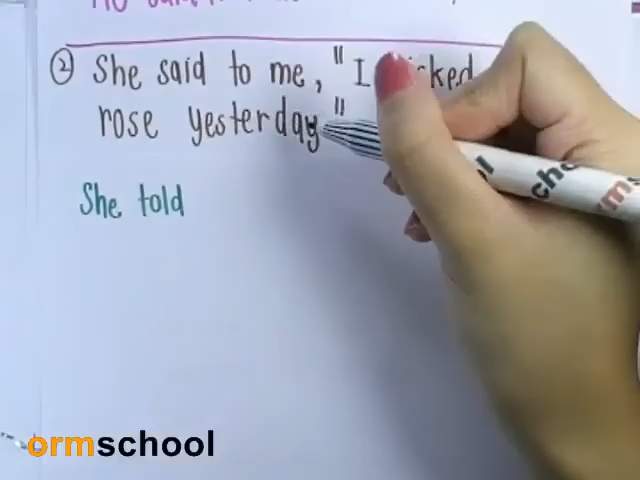 ② She said to me, "I
rose yesterday"
She told
ormschool